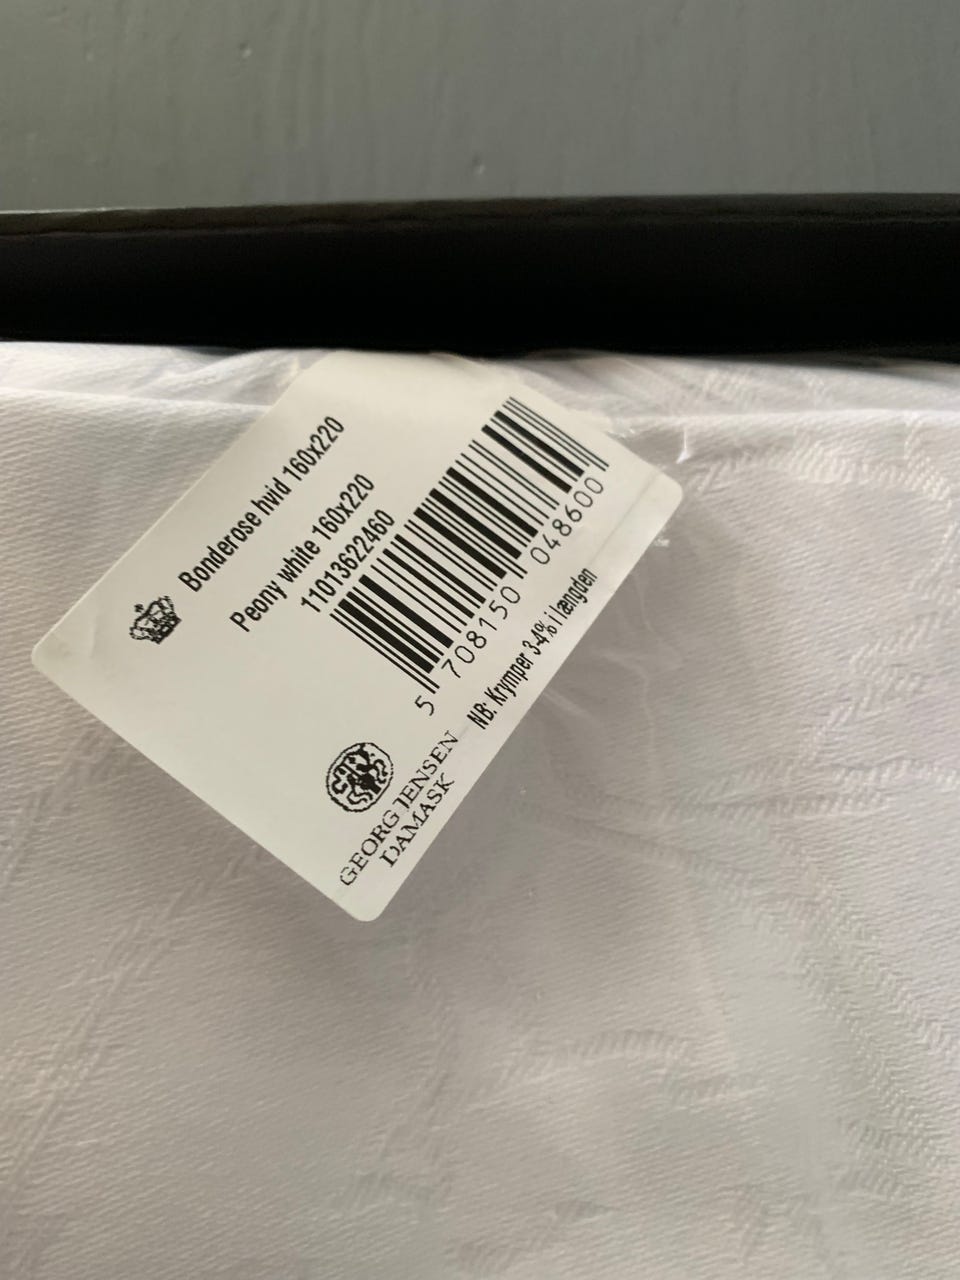 Bonderose hvid 160x220
Peony white 160x220
11013622460
5 708150 048600
NB: Krymper 3-4% i længden
GEORG JENSEN
DAMASK